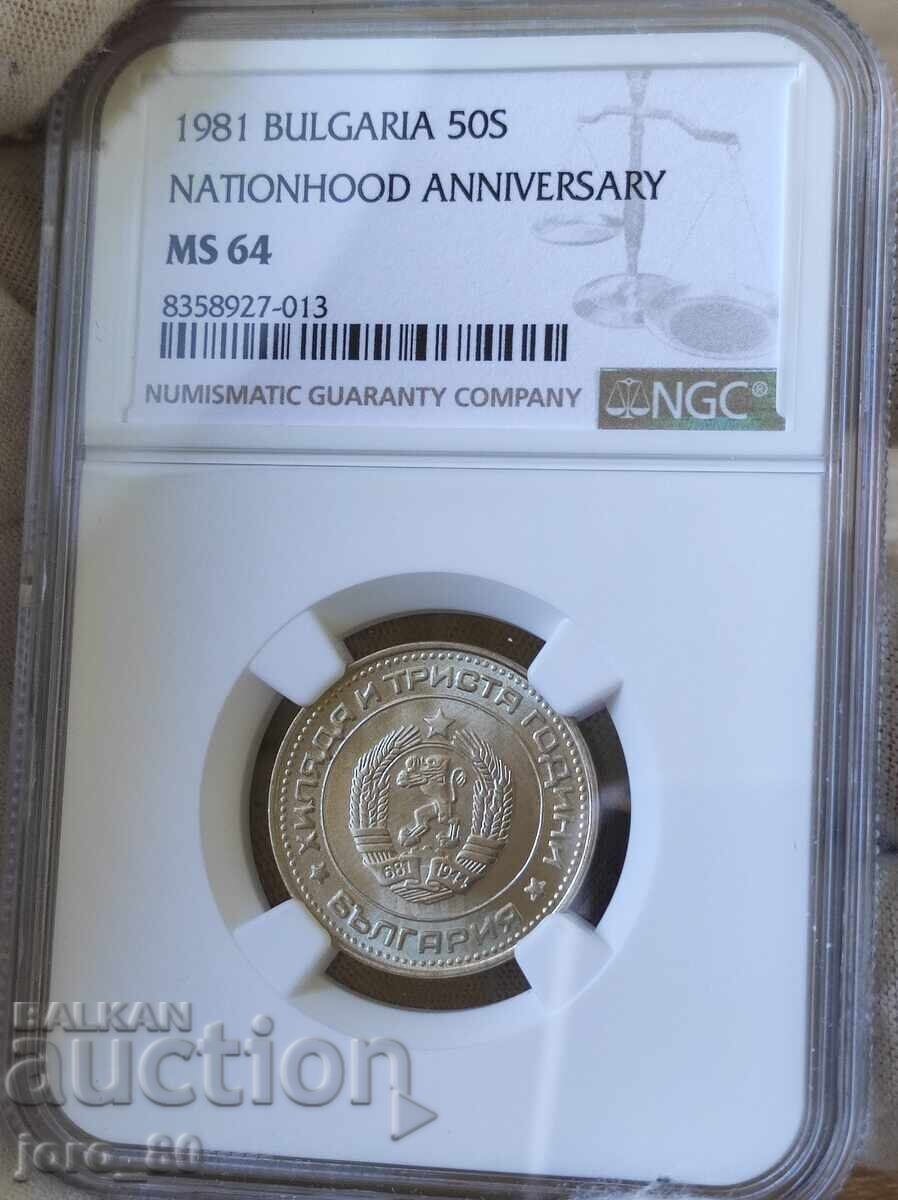 1981 BULGARIA 50S
NATIONHOOD ANNIVERSARY
MS 64
8358927-013
NUMISMATIC GUARANTY COMPANY
NGC®
ХИЛЯДА И ТРИСТА ГОДИНИ
681 1944
БЪЛГАРИЯ
BALKAN
auction
joro_80